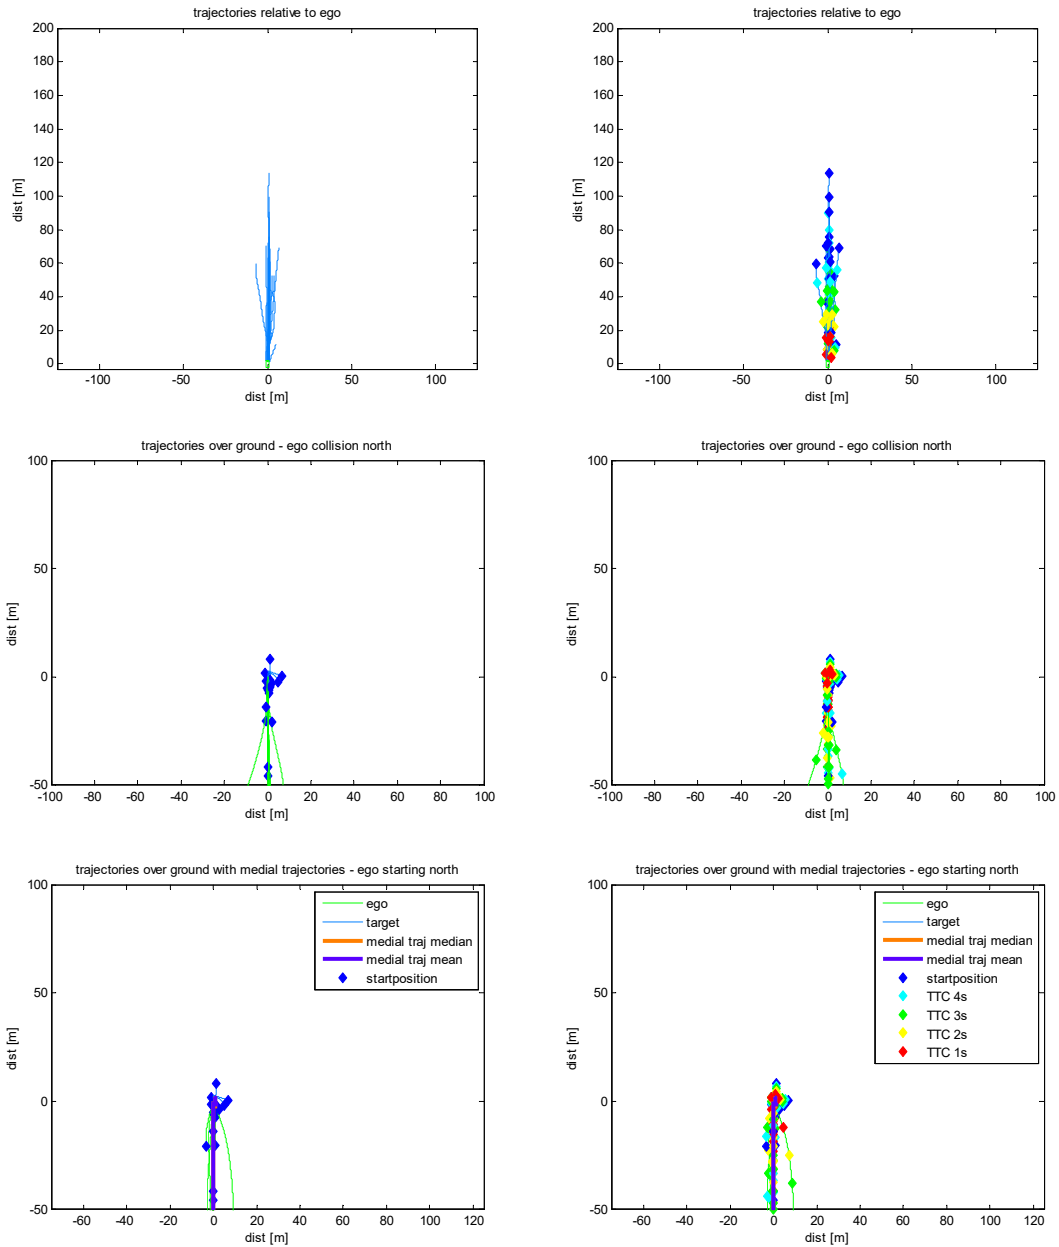 trajectories relative to ego
200
180
160
140
120
100
80
60
40
20
0
dist [m]
-100
-50
0
50
100
dist [m]
trajectories relative to ego
200
180
160
140
120
100
80
60
40
20
0
dist [m]
-100
-50
0
50
100
dist [m]
trajectories over ground - ego collision north
100
50
0
-50
dist [m]
-100
-80
-60
-40
-20
0
20
40
60
80
100
dist [m]
trajectories over ground - ego collision north
100
50
0
-50
dist [m]
-100
-80
-60
-40
-20
0
20
40
60
80
100
dist [m]
trajectories over ground with medial trajectories - ego starting north
100
50
0
-50
dist [m]
ego
target
medial traj median
medial traj mean
startposition
-60
-40
-20
0
20
40
60
80
100
120
dist [m]
trajectories over ground with medial trajectories - ego starting north
100
50
0
-50
dist [m]
ego
target
medial traj median
medial traj mean
startposition
TTC 4s
TTC 3s
TTC 2s
TTC 1s
-60
-40
-20
0
20
40
60
80
100
120
dist [m]